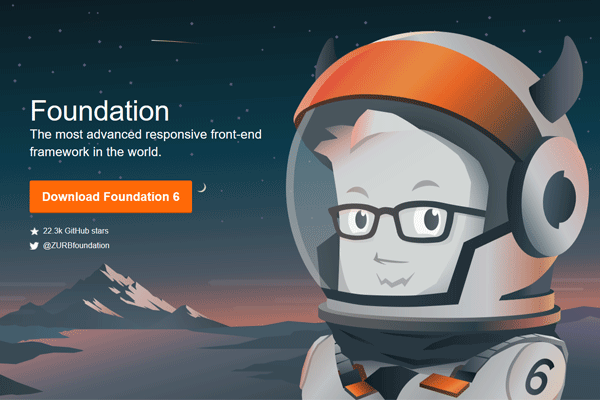 Foundation
The most advanced responsive front-end
framework in the world.
Download Foundation 6
22.3k GitHub stars
@ZURBfoundation
6